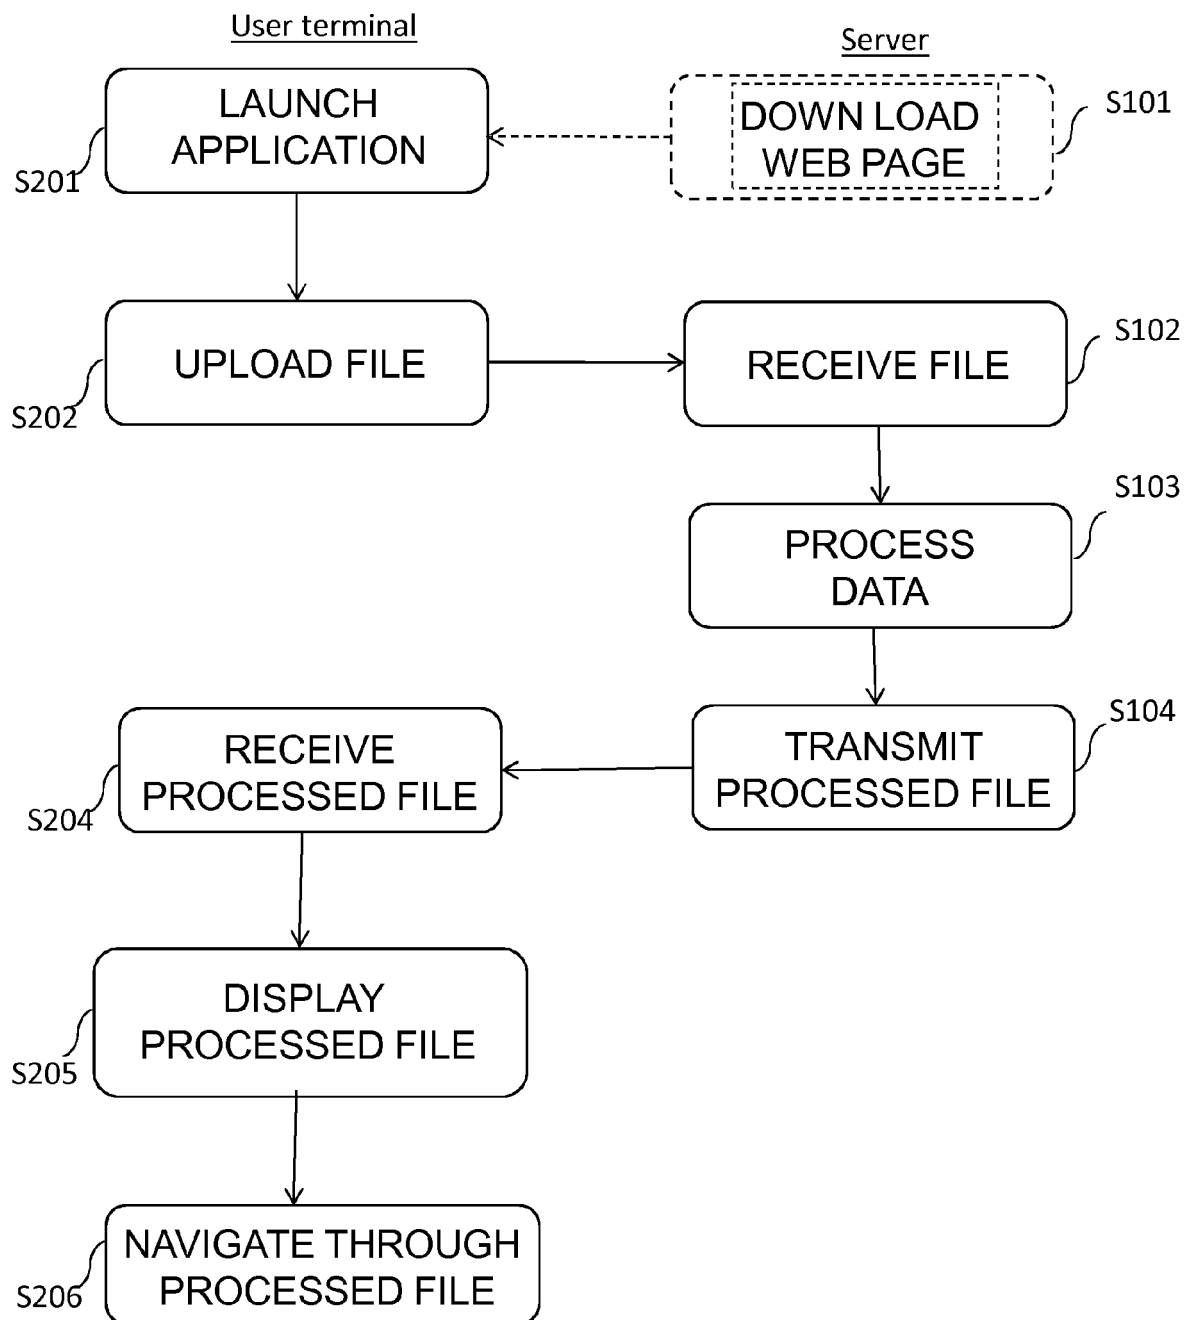 User terminal
Server
LAUNCH
APPLICATION
S201
DOWN LOAD
WEB PAGE
S101
UPLOAD FILE
S202
RECEIVE FILE
S102
PROCESS
DATA
S103
TRANSMIT
PROCESSED FILE
S104
RECEIVE
PROCESSED FILE
S204
DISPLAY
PROCESSED FILE
S205
NAVIGATE THROUGH
PROCESSED FILE
S206